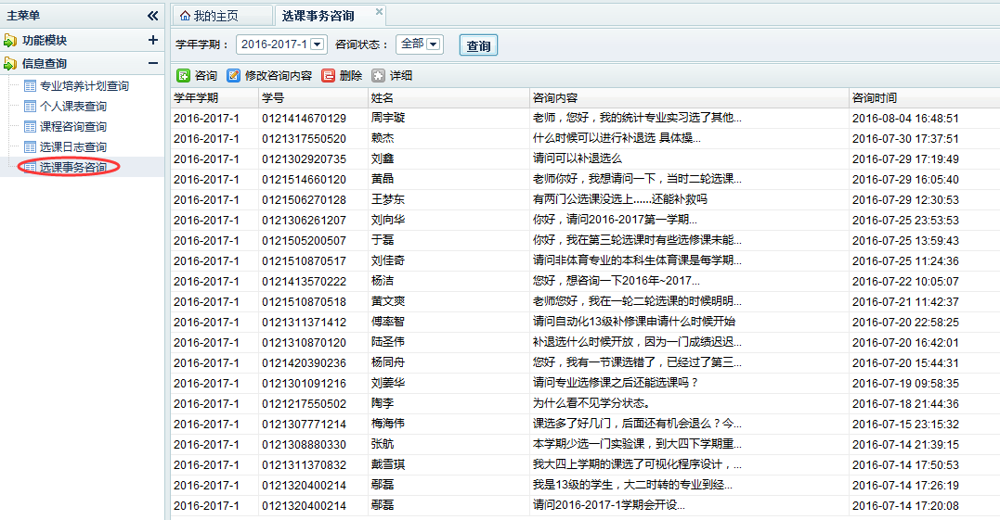 主菜单
功能模块
信息查询
专业培养计划查询
个人课表查询
课程咨询查询
选课日志查询
选课事务咨询
我的主页 选课事务咨询
学年学期： 2016-2017-1 咨询状态： 全部 查询
咨询 修改咨询内容 删除 详细
学年学期 学号 姓名 咨询内容 咨询时间
2016-2017-1 0121414670129 周宇璇 老师，您好，我的统计专业实习选了其他... 2016-08-04 16:48:51
2016-2017-1 0121317550520 赖杰 什么时候可以进行补退选 具体操... 2016-07-30 17:37:51
2016-2017-1 0121302920735 刘鑫 请问可以补退选么 2016-07-29 17:19:49
2016-2017-1 0121514660120 黄晶 老师你好，我想请问一下，当时二轮选课... 2016-07-29 16:05:40
2016-2017-1 0121506270128 王梦东 有两门公选课没选上......还能补救吗 2016-07-29 12:30:53
2016-2017-1 0121306261207 刘向华 你好，请问2016-2017第一学期... 2016-07-25 23:53:53
2016-2017-1 0121505200507 于磊 你好，我在第三轮选课时有些选修课未能... 2016-07-25 13:59:43
2016-2017-1 0121510870517 刘佳奇 请问非体育专业的本科生体育课是每学期... 2016-07-25 11:24:36
2016-2017-1 0121413570222 杨洁 您好，想咨询一下2016年~2017... 2016-07-22 10:05:07
2016-2017-1 0121510870518 黄文爽 老师您好，我在一轮二轮选课的时候明明... 2016-07-21 11:42:37
2016-2017-1 0121311371412 傅率智 请问自动化13级补修课申请什么时候开始 2016-07-20 22:58:25
2016-2017-1 0121310870120 陆圣伟 补退选什么时候开放，因为一门成绩迟迟... 2016-07-20 16:42:01
2016-2017-1 0121420390236 杨同舟 您好，我有一节课选错了，已经过了第三... 2016-07-20 15:44:31
2016-2017-1 0121301091216 刘姜华 请问专业选修课之后还能选课吗？ 2016-07-19 09:58:35
2016-2017-1 0121217550502 陶李 为什么看不见学分状态。 2016-07-18 21:44:36
2016-2017-1 0121307771214 梅海伟 课选多了好几门，后面还有机会退么？今... 2016-07-15 23:15:32
2016-2017-1 0121308880330 张航 本学期少选一门实验课，到大四下学期重... 2016-07-14 21:39:15
2016-2017-1 0121311370832 戴雪琪 我大四上学期的课选了可视化程序设计，... 2016-07-14 17:50:53
2016-2017-1 0121320400214 鄢磊 我是13级的学生，大二时转的专业到经... 2016-07-14 17:26:19
2016-2017-1 0121320400214 鄢磊 请问2016-2017-1学期会开设... 2016-07-14 17:20:08